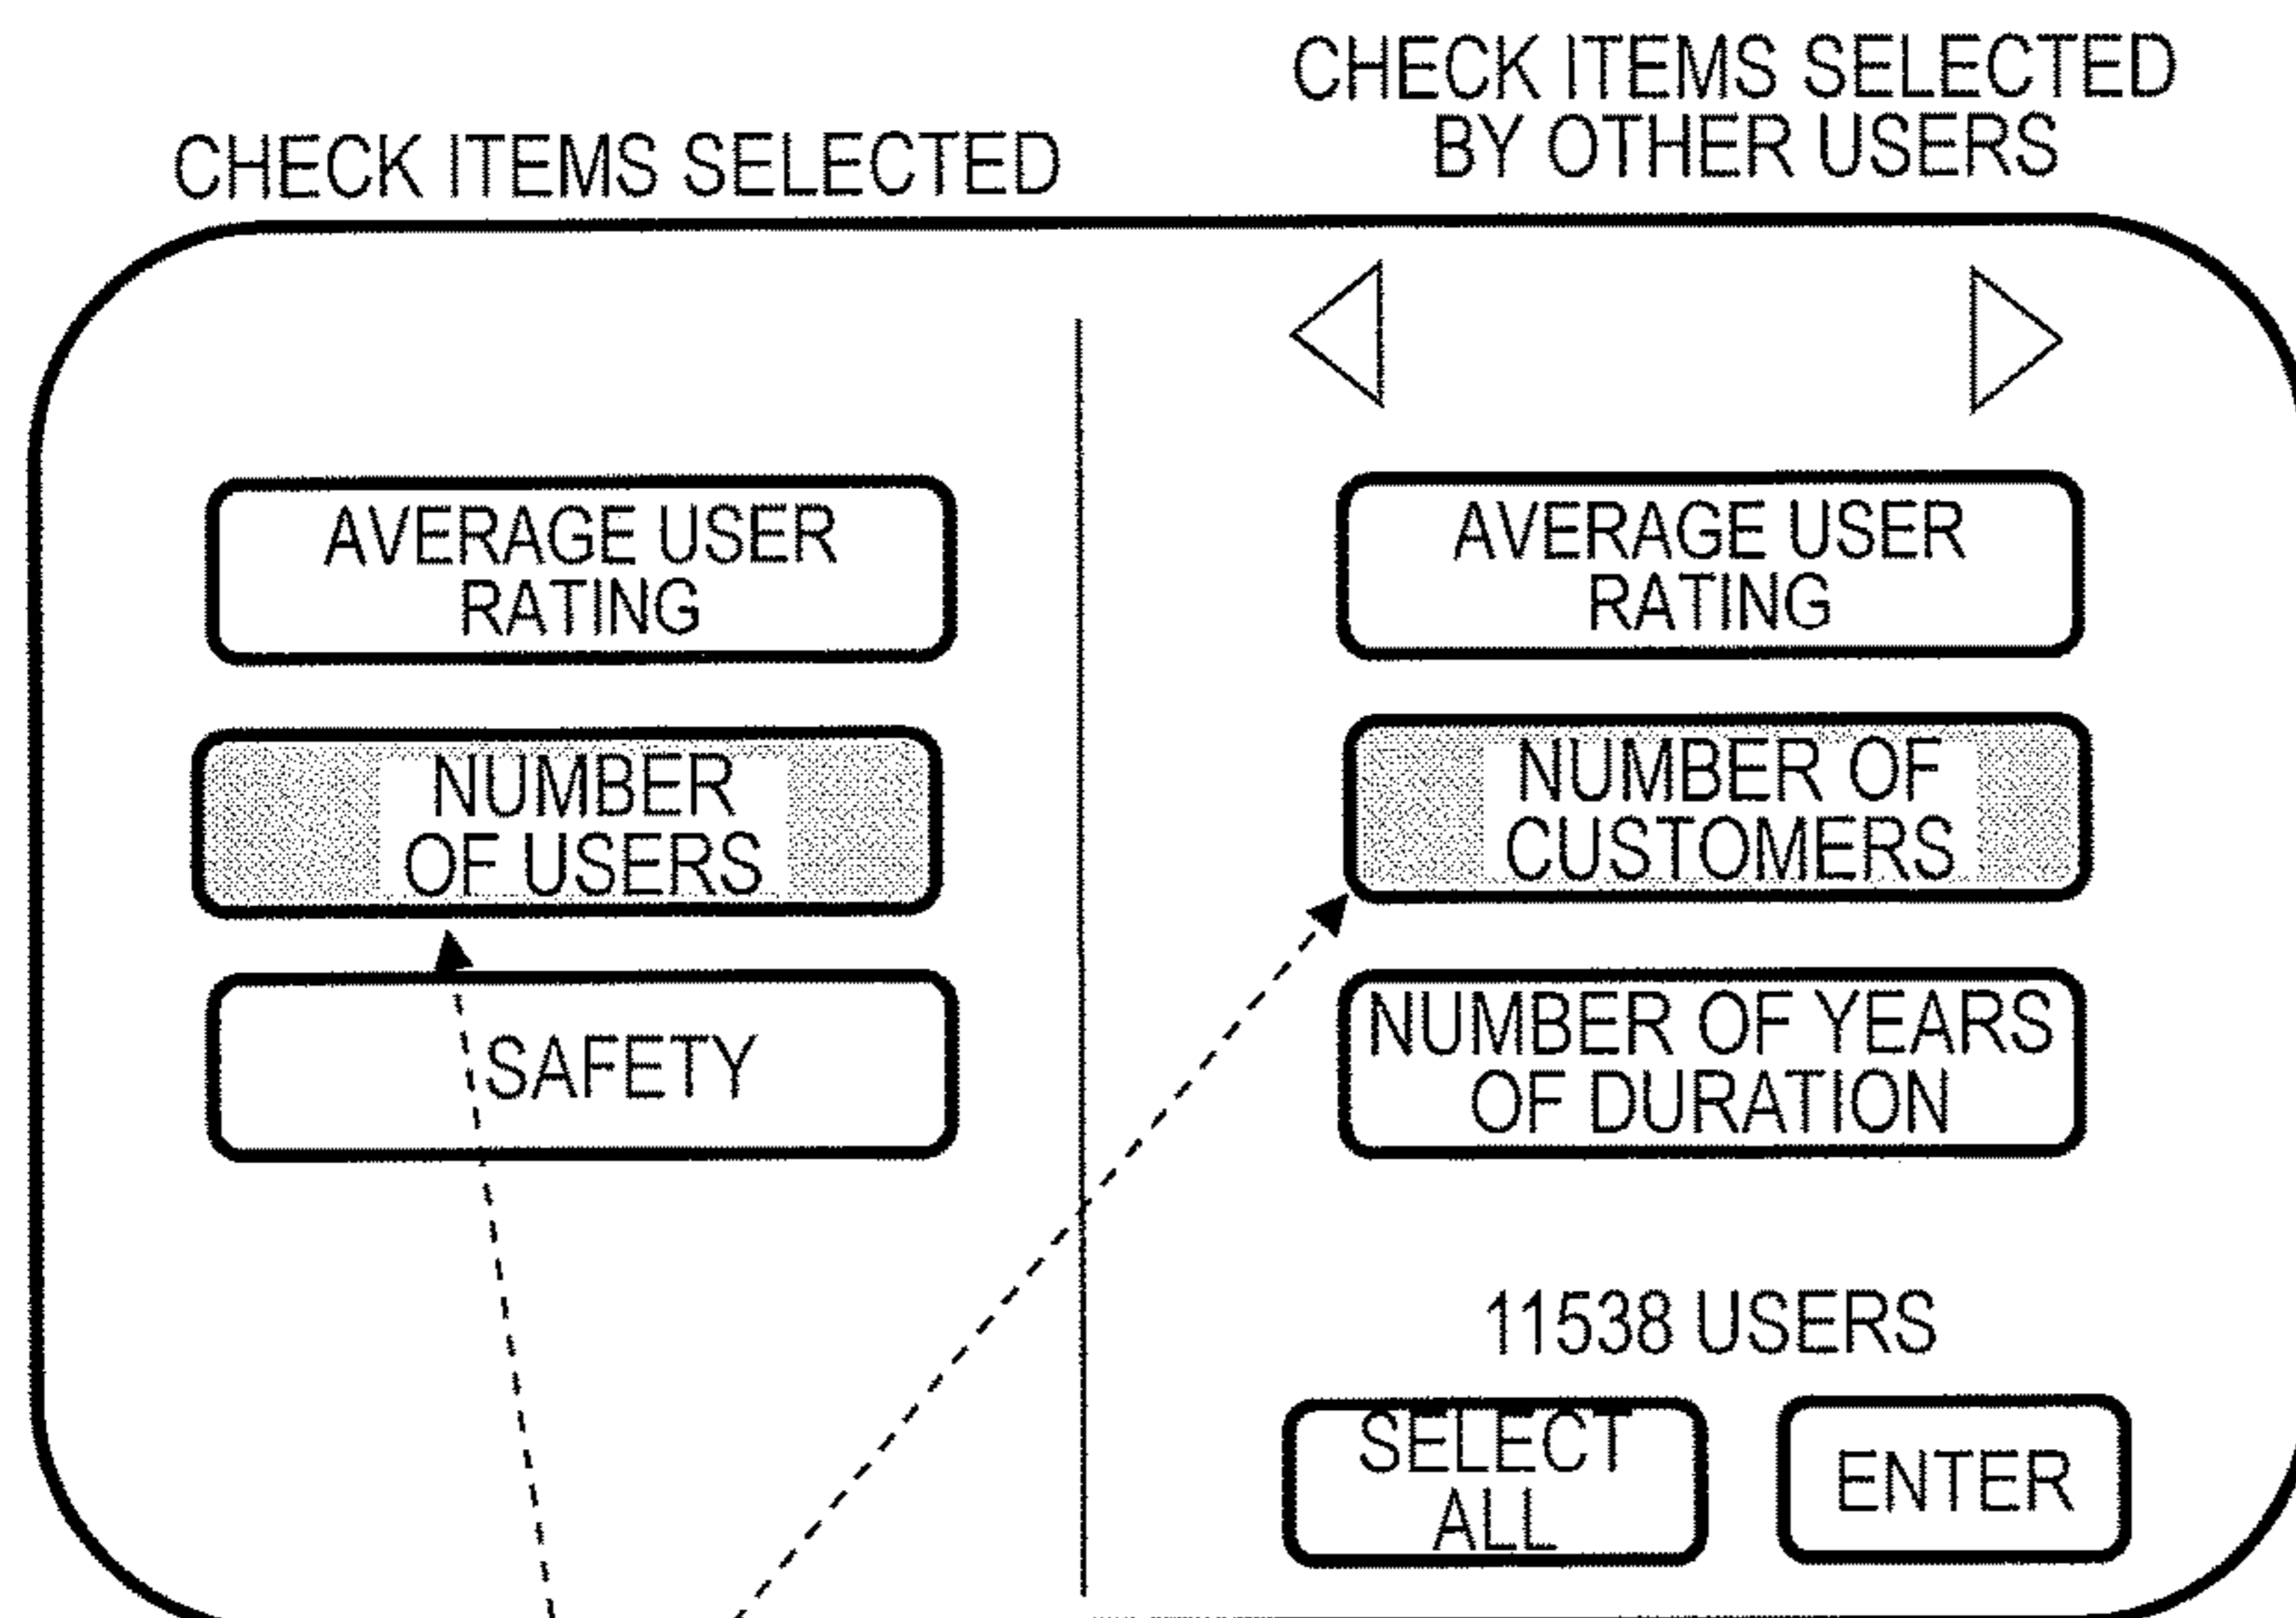 CHECK ITEMS SELECTED
CHECK ITEMS SELECTED
BY OTHER USERS
AVERAGE USER
RATING
NUMBER
OF USERS
SAFETY
AVERAGE USER
RATING
NUMBER OF
CUSTOMERS
NUMBER OF YEARS
OF DURATION
11538 USERS
SELECT
ALL
ENTER